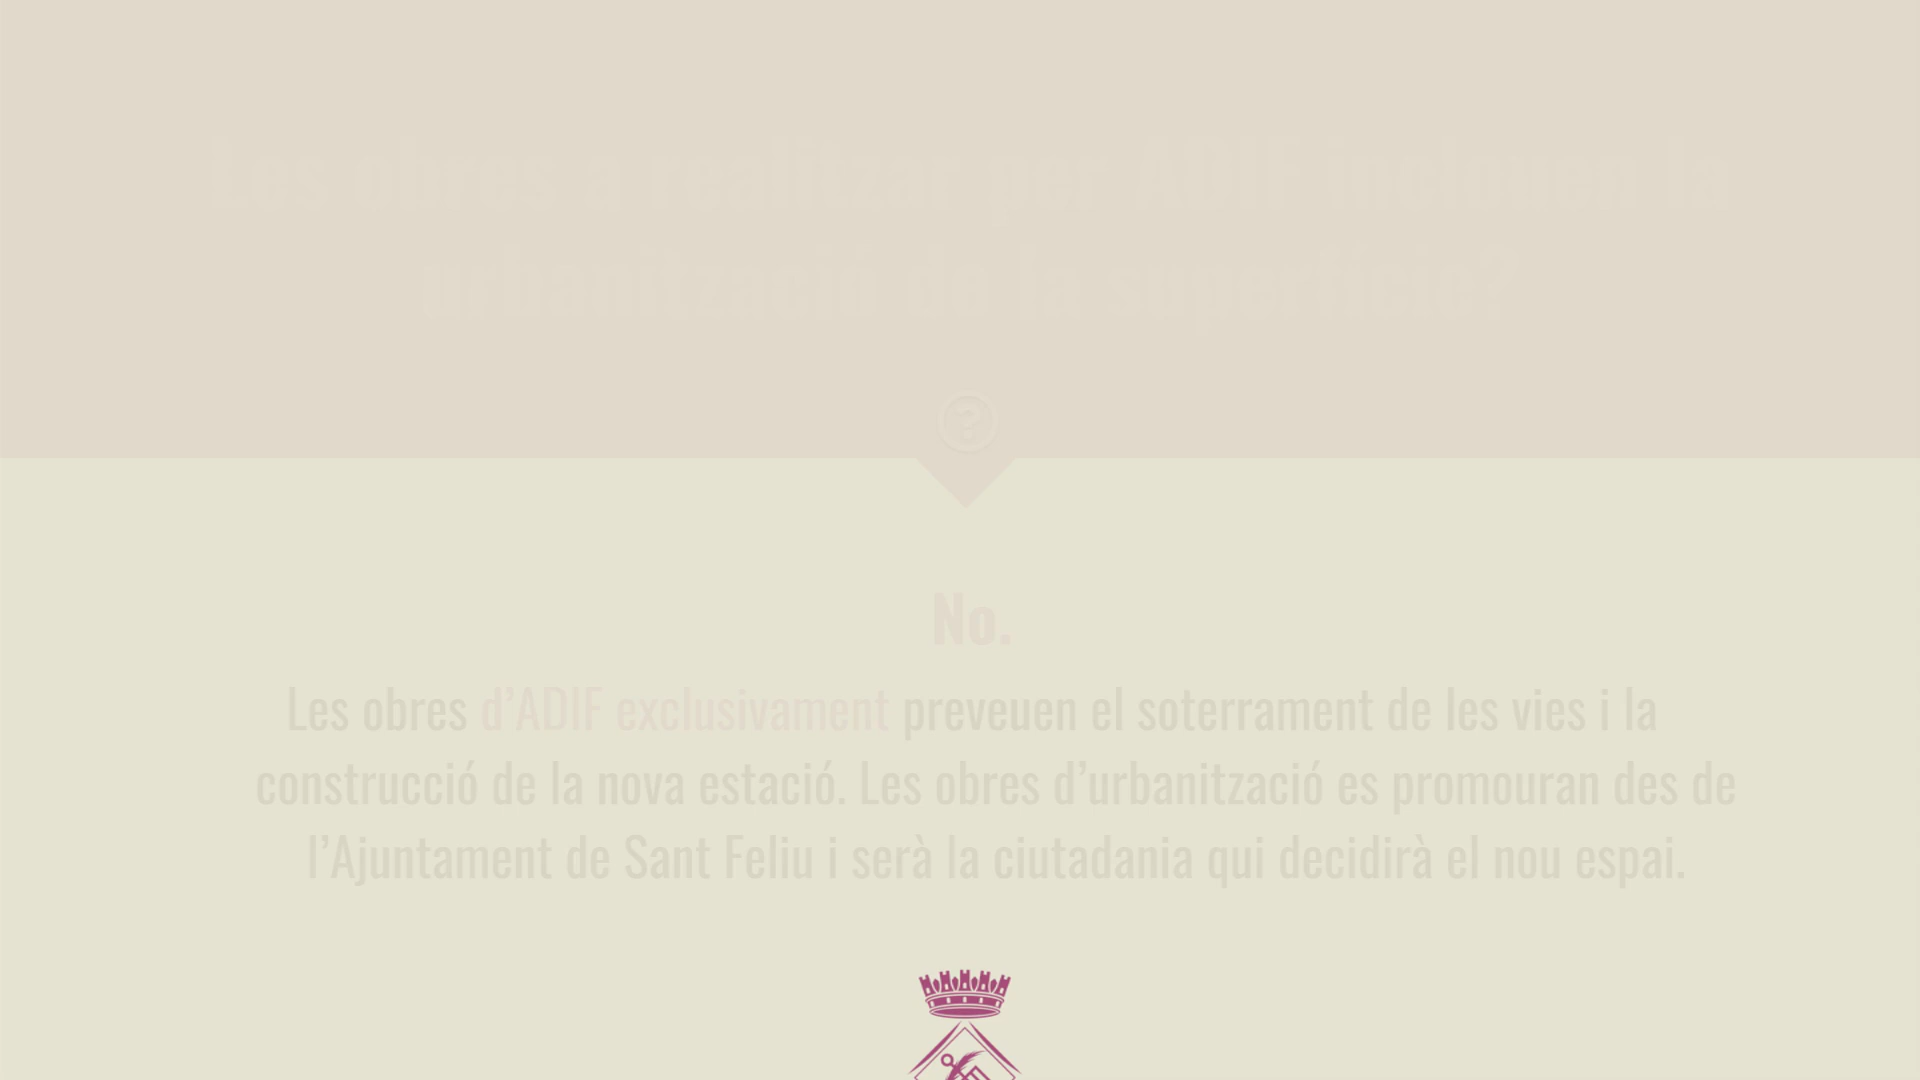 Les obres a realitzar per ADIF inclouen la
urbanització de la superfície?
?
No.
Les obres d’ADIF exclusivament preveuen el soterrament de les vies i la
construcció de la nova estació. Les obres d’urbanització es promouran des de
l’Ajuntament de Sant Feliu i serà la ciutadania qui decidirà el nou espai.